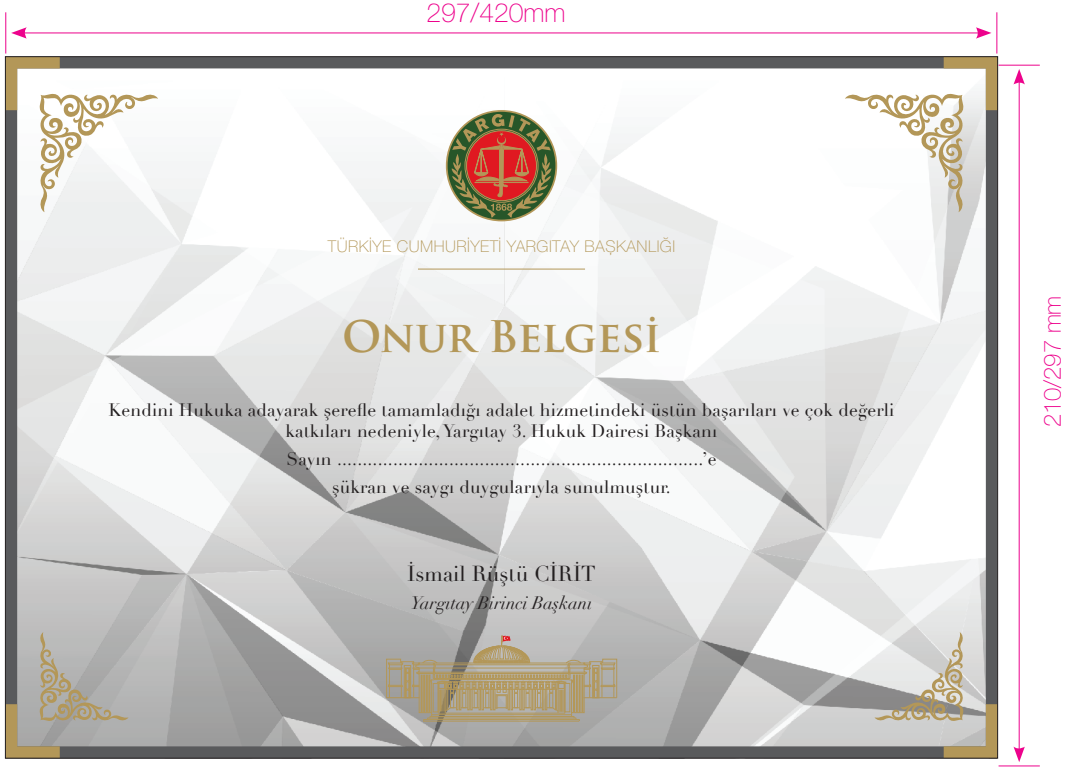 297/420mm
YARGITAY
1868
TÜRKİYE CUMHURİYETİ YARGITAY BAŞKANLIĞI
ONUR BELGESİ
Kendini Hukuka adayarak şerefle tamamladığı adalet hizmetindeki üstün başarıları ve çok değerli
katkıları nedeniyle, Yargıtay 3. Hukuk Dairesi Başkanı
Sayın ........................................................................'e
şükran ve saygı duygularıyla sunulmuştur.
İsmail Rüştü CİRİT
Yargıtay Birinci Başkanı
210/297 mm